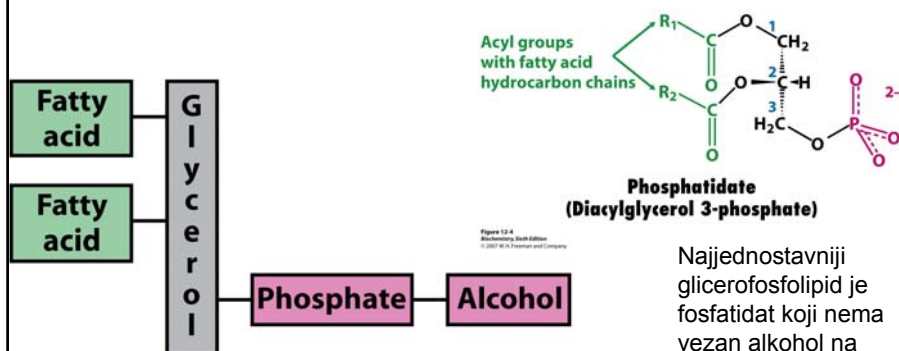 Fatty
acid
Fatty
acid
Glycerol
Phosphate
Alcohol
Acyl groups
with fatty acid
hydrocarbon chains
R1
R2
C
O
C
O
O
1
CH2
O
2
C
H
3
H2C
O
P
O
O
O
2–
Phosphatidate
(Diacylglycerol 3-phosphate)
Figure 12-4
Biochemistry, Sixth Edition
© 2007 W. H. Freeman and Company
Najjednostavniji
glicerofosfolipid je
fosfatidat koji nema
vezan alkohol na